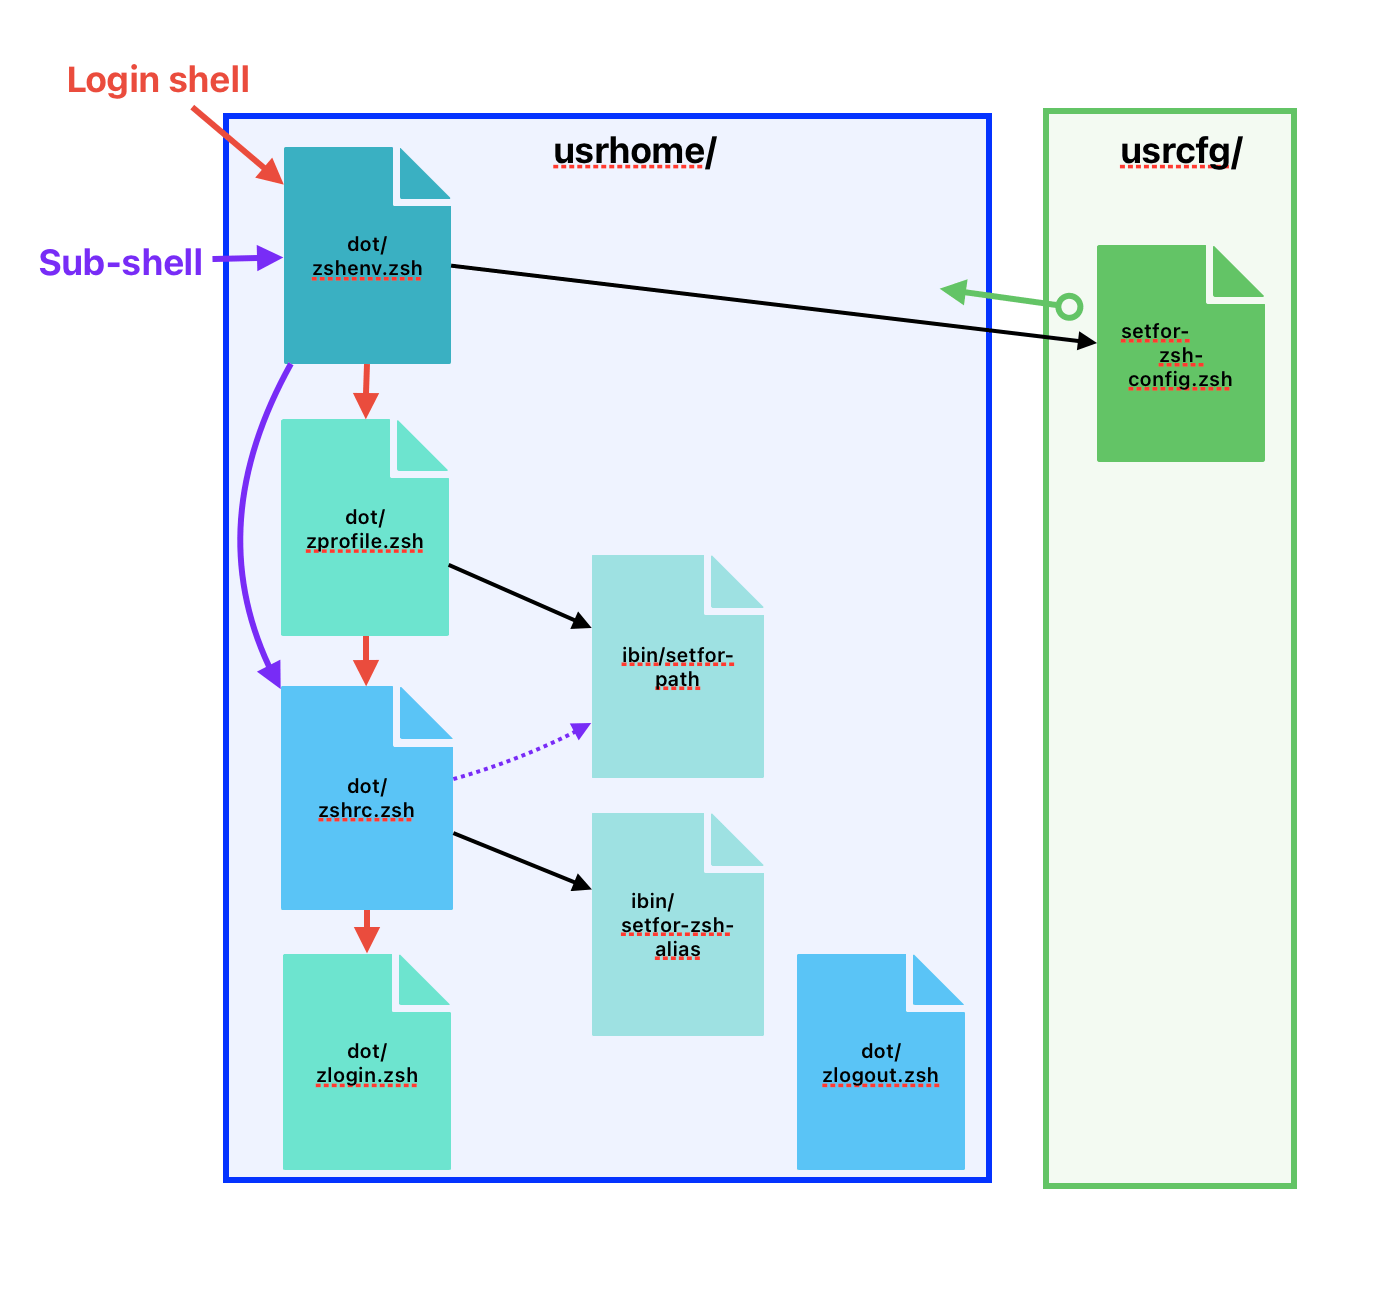 Login shell
usrhome/
usrcfg/
dot/
zshenv.zsh
Sub-shell
setfor-
zsh-
config.zsh
dot/
zprofile.zsh
ibin/setfor-
path
dot/
zshrc.zsh
ibin/
setfor-zsh-
alias
dot/
zlogin.zsh
dot/
zlogout.zsh